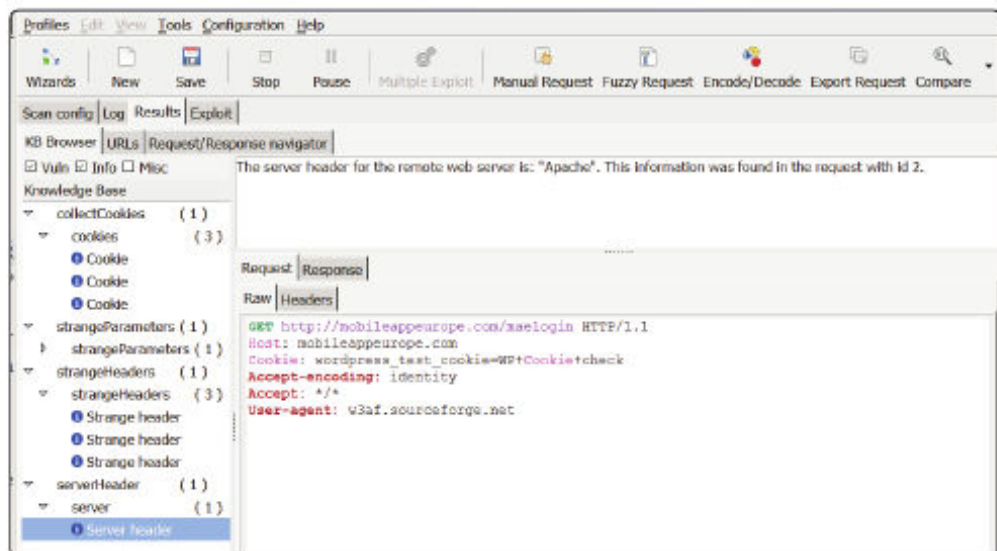 Profiles Edit View Tools Configuration Help
Wizards New Save Stop Pause Multiple Exploit Manual Request Fuzzy Request Encode/Decode Export Request Compare
Scan config Log Results Exploit
KB Browser URLs Request/Response navigator
Vuln Info Misc
Knowledge Base
collectCookies ( 1 )
cookies ( 3 )
Cookie
Cookie
Cookie
strangeParameters ( 1 )
strangeParameters ( 1 )
strangeHeaders ( 1 )
strangeHeaders ( 3 )
Strange header
Strange header
Strange header
serverHeader ( 1 )
server ( 1 )
Server header
The server header for the remote web server is: "Apache". This information was found in the request with id 2.
Request Response
Raw Headers
GET http://mobileappeurope.com/maelogin HTTP/1.1
Host: mobileappeurope.com
Cookie: wordpress_test_cookie=WP+Cookie+check
Accept-encoding: identity
Accept: */*
User-agent: w3af.sourceforge.net